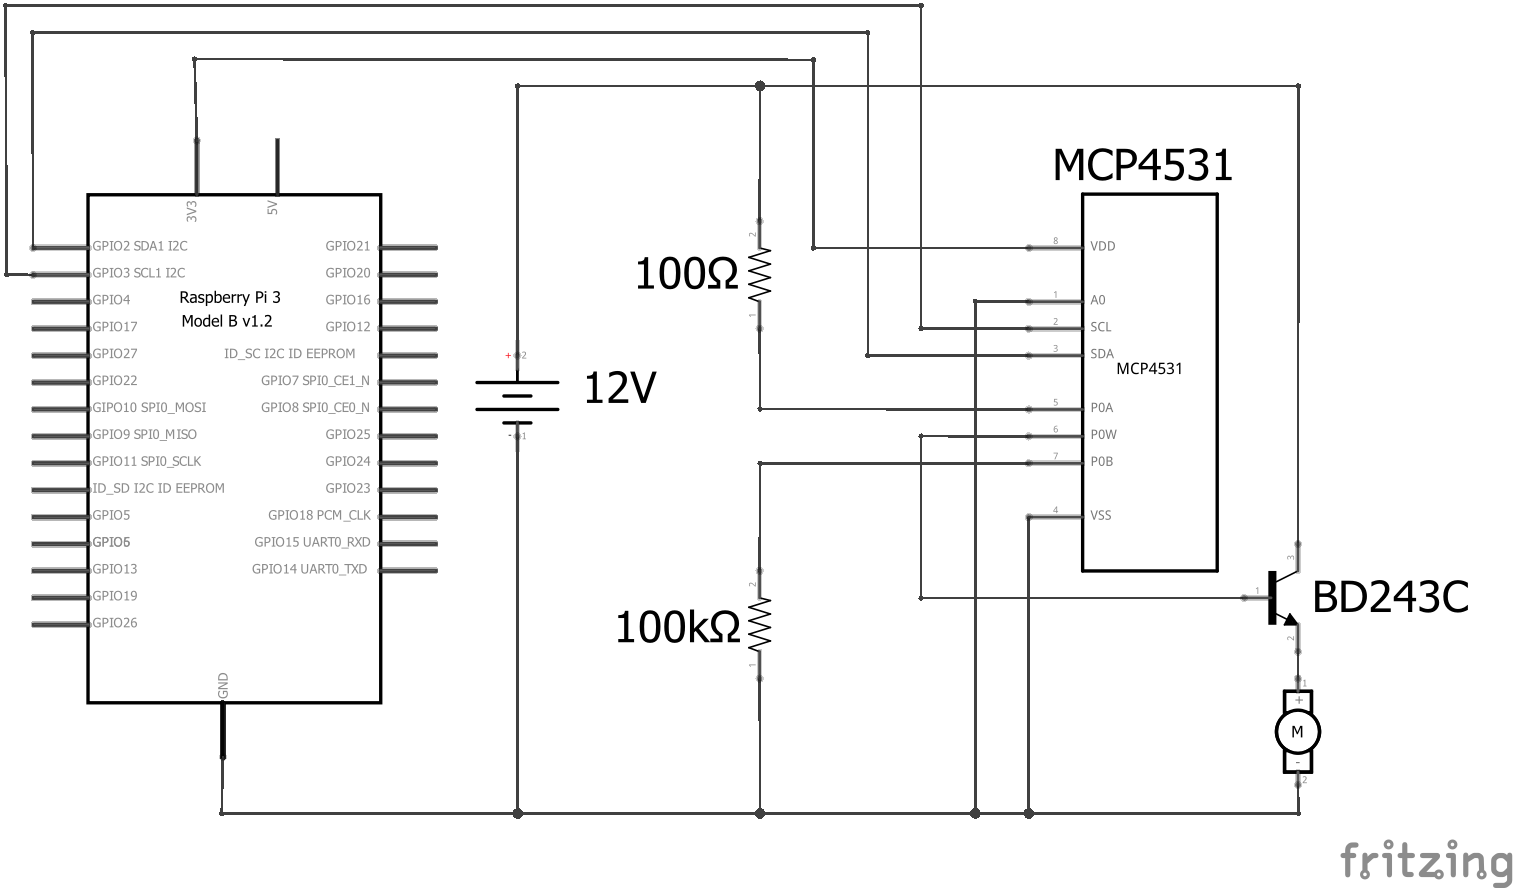 MCP4531
3V3
5V
GPIO2 SDA1 I2C
GPIO21
VDD
8
GPIO3 SCL1 I2C
GPIO20
100Ω
2
1
Raspberry Pi 3
Model B v1.2
GPIO4
GPIO16
A0
1
GPIO17
GPIO12
SCL
2
GPIO27
ID_SC I2C ID EEPROM
SDA
3
MCP4531
+
2
12V
-
1
GPIO22
GPIO7 SPI0_CE1_N
GIPO10 SPI0_MOSI
GPIO8 SPI0_CE0_N
P0A
5
GPIO9 SPI0_MISO
GPIO25
P0W
6
GPIO11 SPI0_SCLK
GPIO24
P0B
7
ID_SD I2C ID EEPROM
GPIO23
GPIO5
GPIO18 PCM_CLK
VSS
4
GPIO6
GPIO15 UART0_RXD
GPIO13
GPIO14 UART0_TXD
GPIO19
GPIO26
100kΩ
2
1
3
1
2
BD243C
GND
1
+
M
-
2
fritzing